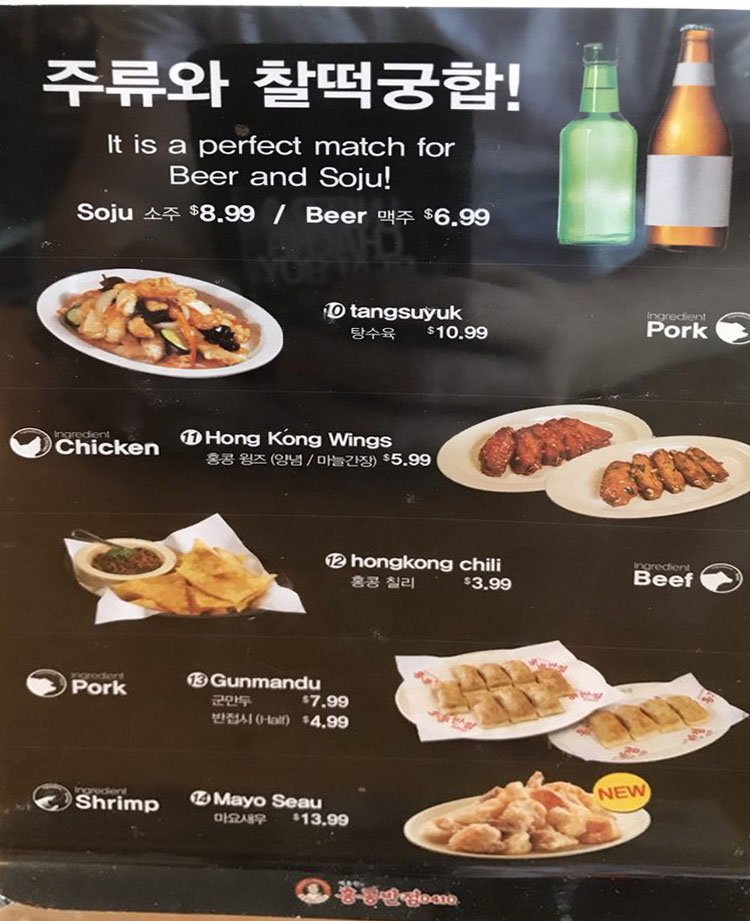 주류와 찰떡궁합!
It is a perfect match for
Beer and Soju!
Soju 소주 $8.99 / Beer 맥주 $6.99
10 tangsuyuk
탕수육 $10.99
Ingredient
Pork
Ingredient
Chicken
11 Hong Kong Wings
홍콩 윙즈 (양념 / 마늘간장) $5.99
12 hongkong chili
홍콩 칠리 $3.99
Ingredient
Beef
Ingredient
Pork
13 Gunmandu
군만두 $7.99
반접시 (Half) $4.99
Ingredient
Shrimp
14 Mayo Seau
마요새우 $13.99
NEW
홍콩반점0410